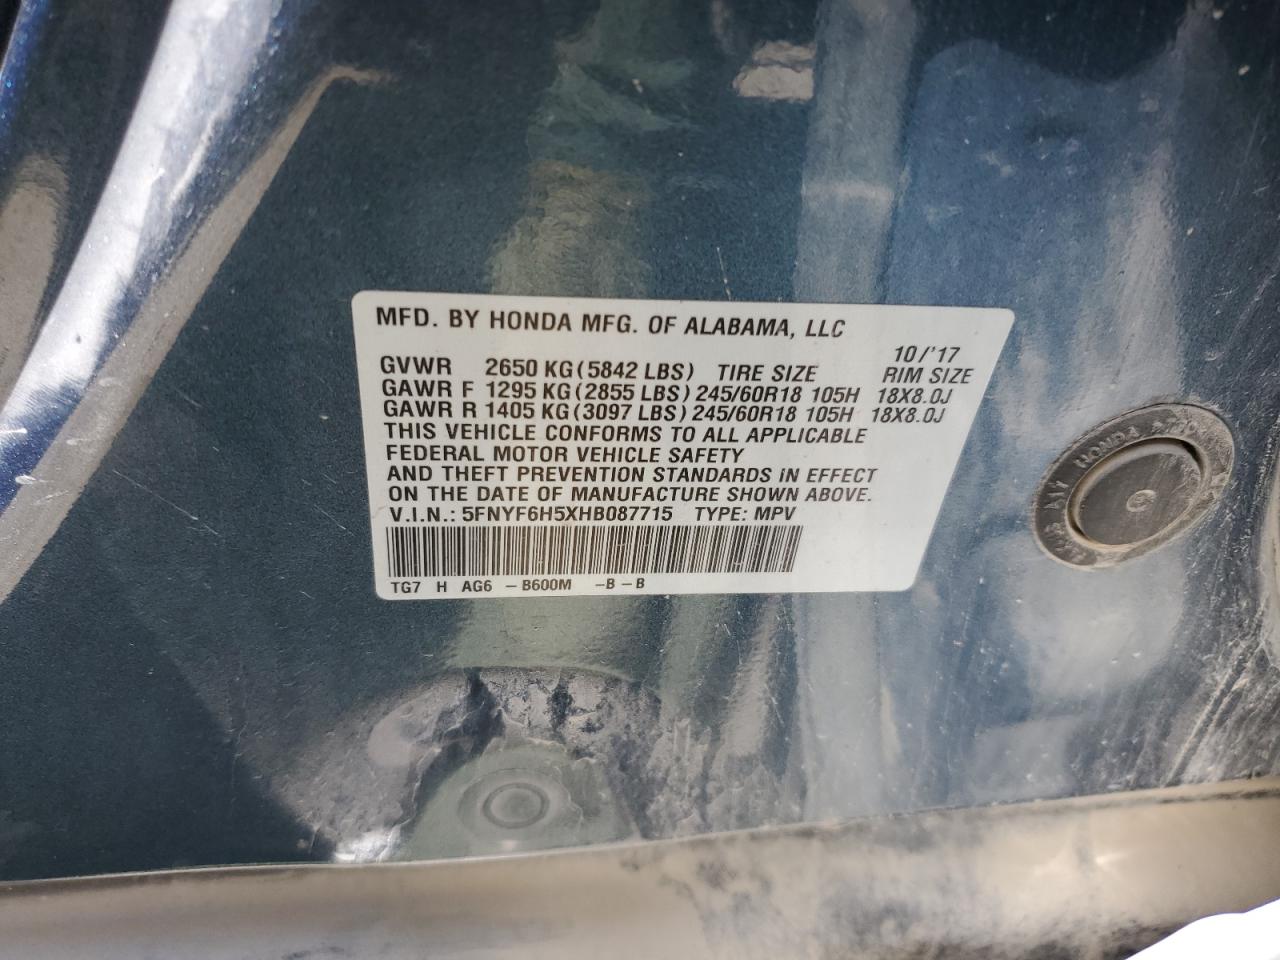 MFD. BY HONDA MFG. OF ALABAMA, LLC
10/'17
GVWR 2650 KG (5842 LBS) TIRE SIZE RIM SIZE
GAWR F 1295 KG (2855 LBS) 245/60R18 105H 18X8.0J
GAWR R 1405 KG (3097 LBS) 245/60R18 105H 18X8.0J
THIS VEHICLE CONFORMS TO ALL APPLICABLE
FEDERAL MOTOR VEHICLE SAFETY
AND THEFT PREVENTION STANDARDS IN EFFECT
ON THE DATE OF MANUFACTURE SHOWN ABOVE.
V.I.N.: 5FNYF6H5XHB087715 TYPE: MPV
TG7 H AG6 - B600M - B - B
HONDA